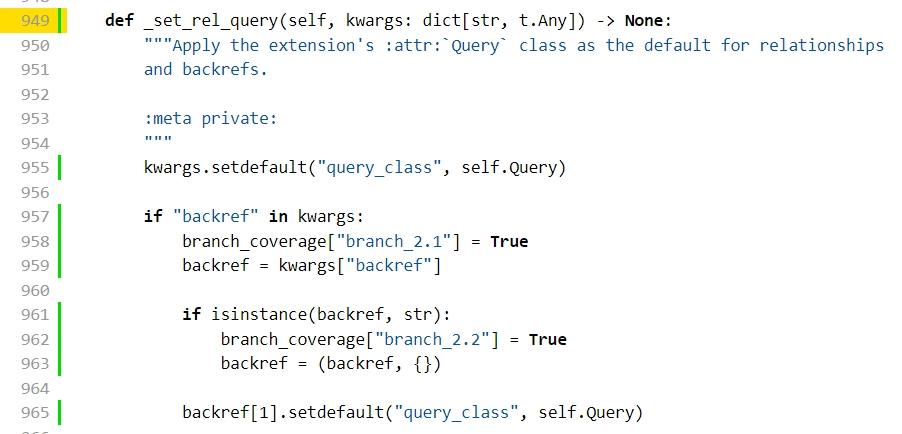 949 def _set_rel_query(self, kwargs: dict[str, t.Any]) -> None:
950 """Apply the extension's :attr:`Query` class as the default for relationships
951 and backrefs.
952
953 :meta private:
954 """
955 kwargs.setdefault("query_class", self.Query)
956
957 if "backref" in kwargs:
958 branch_coverage["branch_2.1"] = True
959 backref = kwargs["backref"]
960
961 if isinstance(backref, str):
962 branch_coverage["branch_2.2"] = True
963 backref = (backref, {})
964
965 backref[1].setdefault("query_class", self.Query)